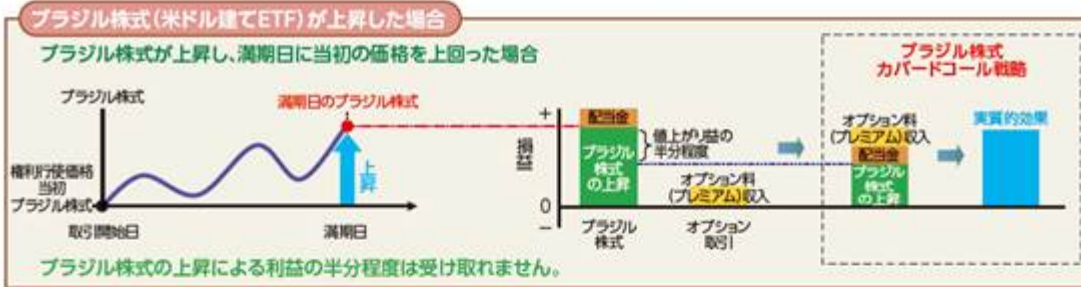 ブラジル株式(米ドル建てETF)が上昇した場合
ブラジル株式が上昇し、満期日に当初の価格を上回った場合
ブラジル株式
満期日のブラジル株式
権利行使価格
当初
ブラジル株式
上昇
取引開始日
満期日
損益
+
0
−
配当金
ブラジル
株式
の上昇
値上がり益の
半分程度
オプション料
(プレミアム)収入
ブラジル
株式
オプション
取引
ブラジル株式
カバードコール戦略
オプション料
(プレミアム)収入
配当金
ブラジル
株式
の上昇
実質的効果
ブラジル株式の上昇による利益の半分程度は受け取れません。